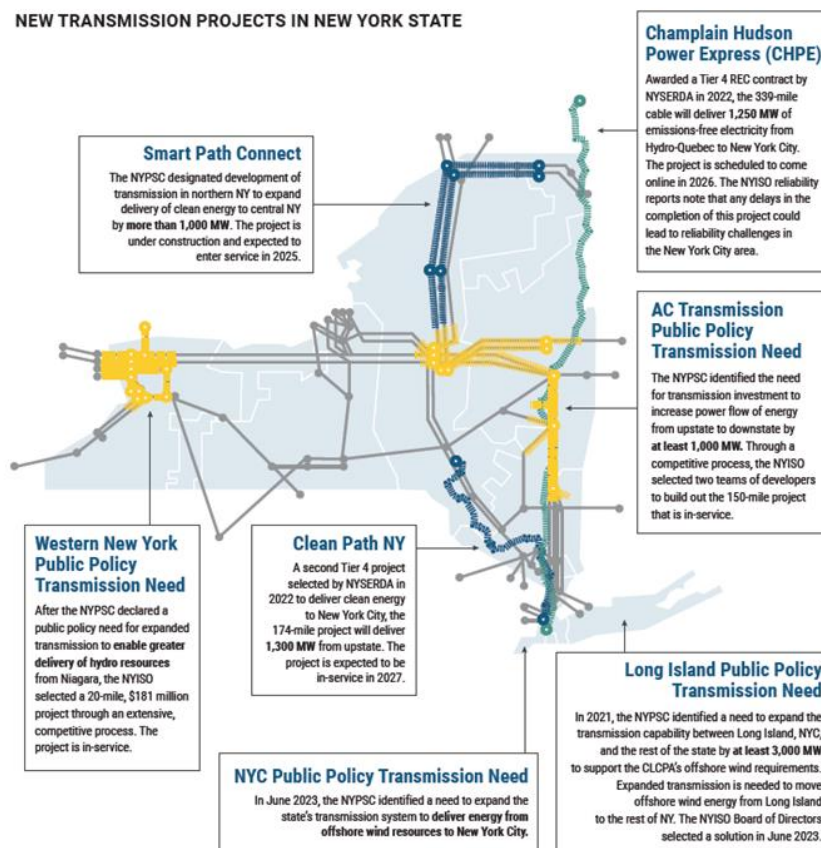 NEW TRANSMISSION PROJECTS IN NEW YORK STATE
Champlain Hudson
Power Express (CHPE)
Awarded a Tier 4 REC contract by
NYSERDA in 2022, the 339-mile
cable will deliver 1,250 MW of
emissions-free electricity from
Hydro-Quebec to New York City.
The project is scheduled to come
online in 2026. The NYISO reliability
reports note that any delays in the
completion of this project could
lead to reliability challenges in
the New York City area.
Smart Path Connect
The NYPSC designated development of
transmission in northern NY to expand
delivery of clean energy to central NY
by more than 1,000 MW. The project is
under construction and expected to
enter service in 2025.
AC Transmission
Public Policy
Transmission Need
The NYPSC identified the need
for transmission investment to
increase power flow of energy
from upstate to downstate by
at least 1,000 MW. Through a
competitive process, the NYISO
selected two teams of developers
to build out the 150-mile project
that is in-service.
Western New York
Public Policy
Transmission Need
After the NYPSC declared a
public policy need for expanded
transmission to enable greater
delivery of hydro resources
from Niagara, the NYISO
selected a 20-mile, $181 million
project through an extensive,
competitive process. The
project is in-service.
Clean Path NY
A second Tier 4 project
selected by NYSERDA in
2022 to deliver clean energy
to New York City, the
174-mile project will deliver
1,300 MW from upstate. The
project is expected to be
in-service in 2027.
NYC Public Policy Transmission Need
In June 2023, the NYPSC identified a need to expand the
state's transmission system to deliver energy from
offshore wind resources to New York City.
Long Island Public Policy
Transmission Need
In 2021, the NYPSC identified a need to expand the
transmission capability between Long Island, NYC,
and the rest of the state by at least 3,000 MW
to support the CLCPA's offshore wind requirements.
Expanded transmission is needed to move
offshore wind energy from Long Island
to the rest of NY. The NYISO Board of Directors
selected a solution in June 2023.